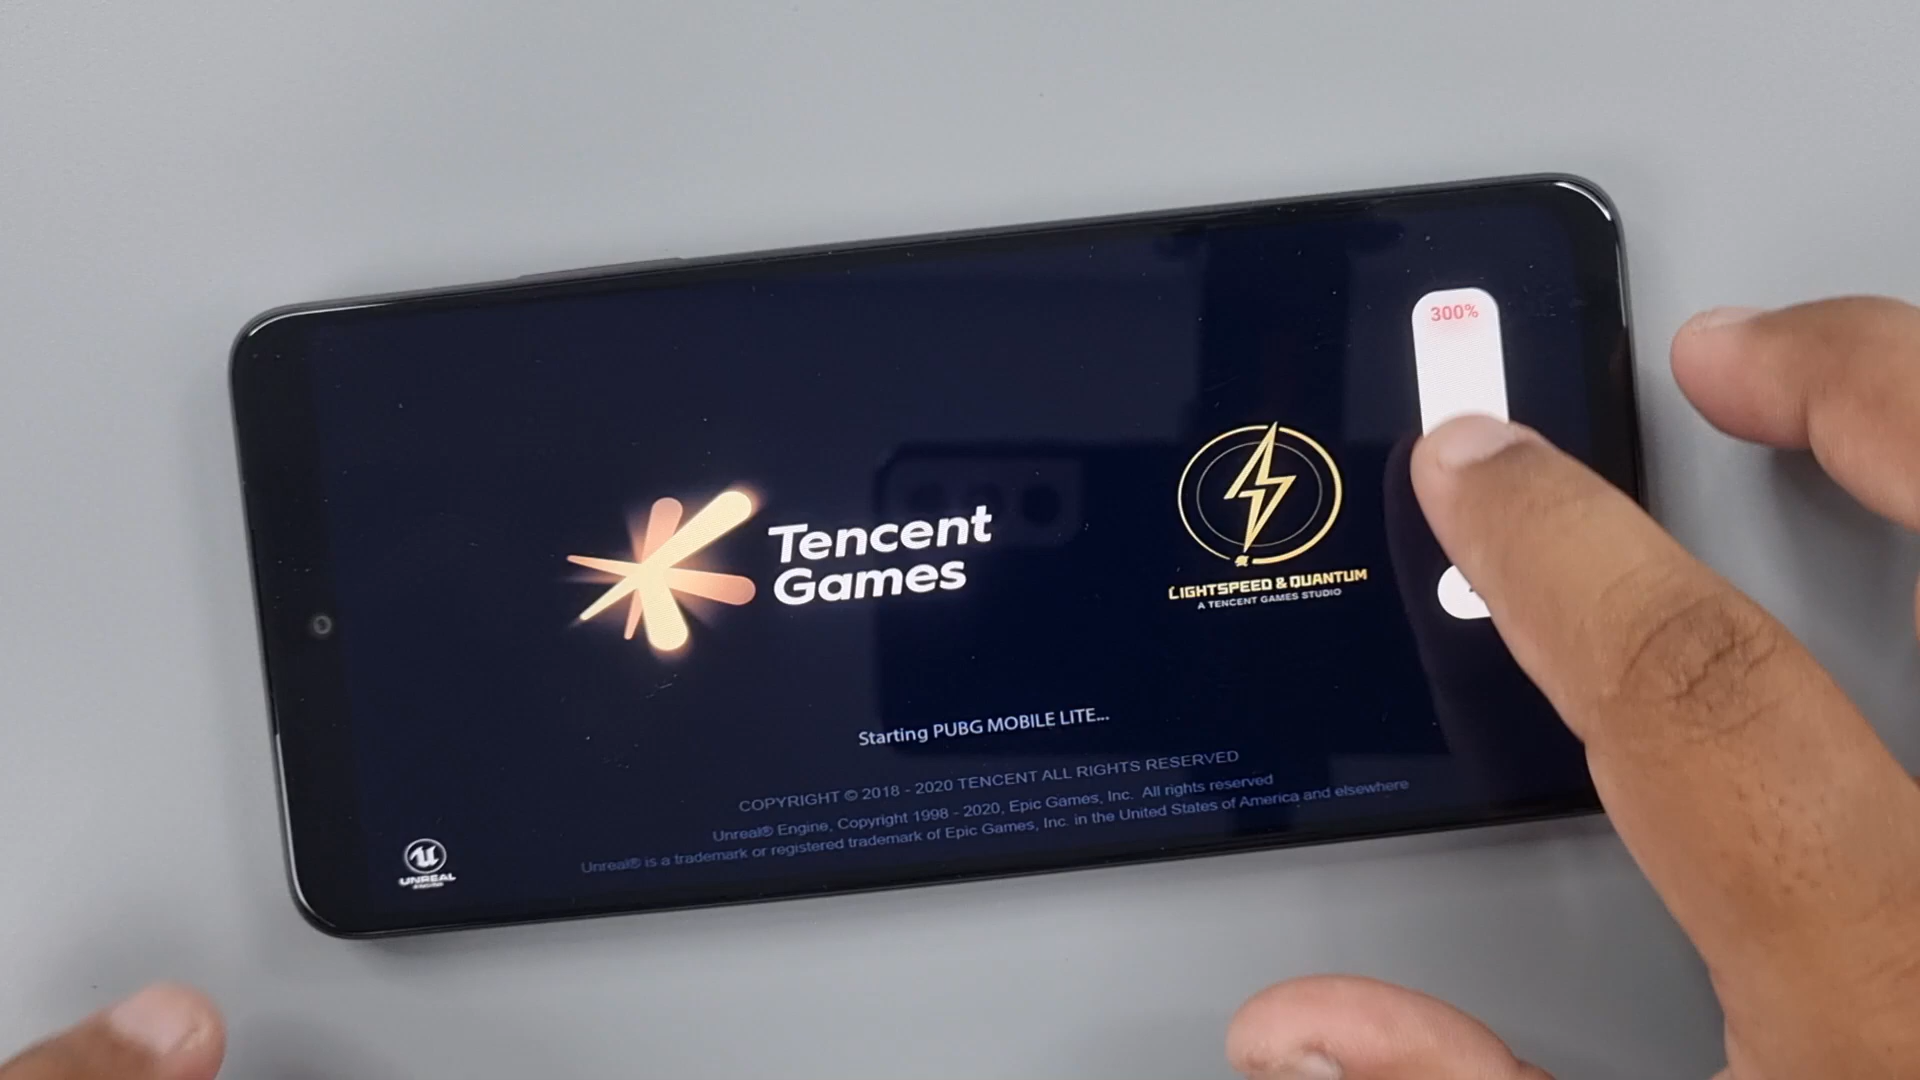 300%
Tencent
Games
LIGHTSPEED & QUANTUM
A TENCENT GAMES STUDIO
Starting PUBG MOBILE LITE...
COPYRIGHT © 2018 - 2020 TENCENT ALL RIGHTS RESERVED
Unreal® Engine, Copyright 1998 - 2020, Epic Games, Inc. All rights reserved
Unreal® is a trademark or registered trademark of Epic Games, Inc. in the United States of America and elsewhere
UNREAL
ENGINE